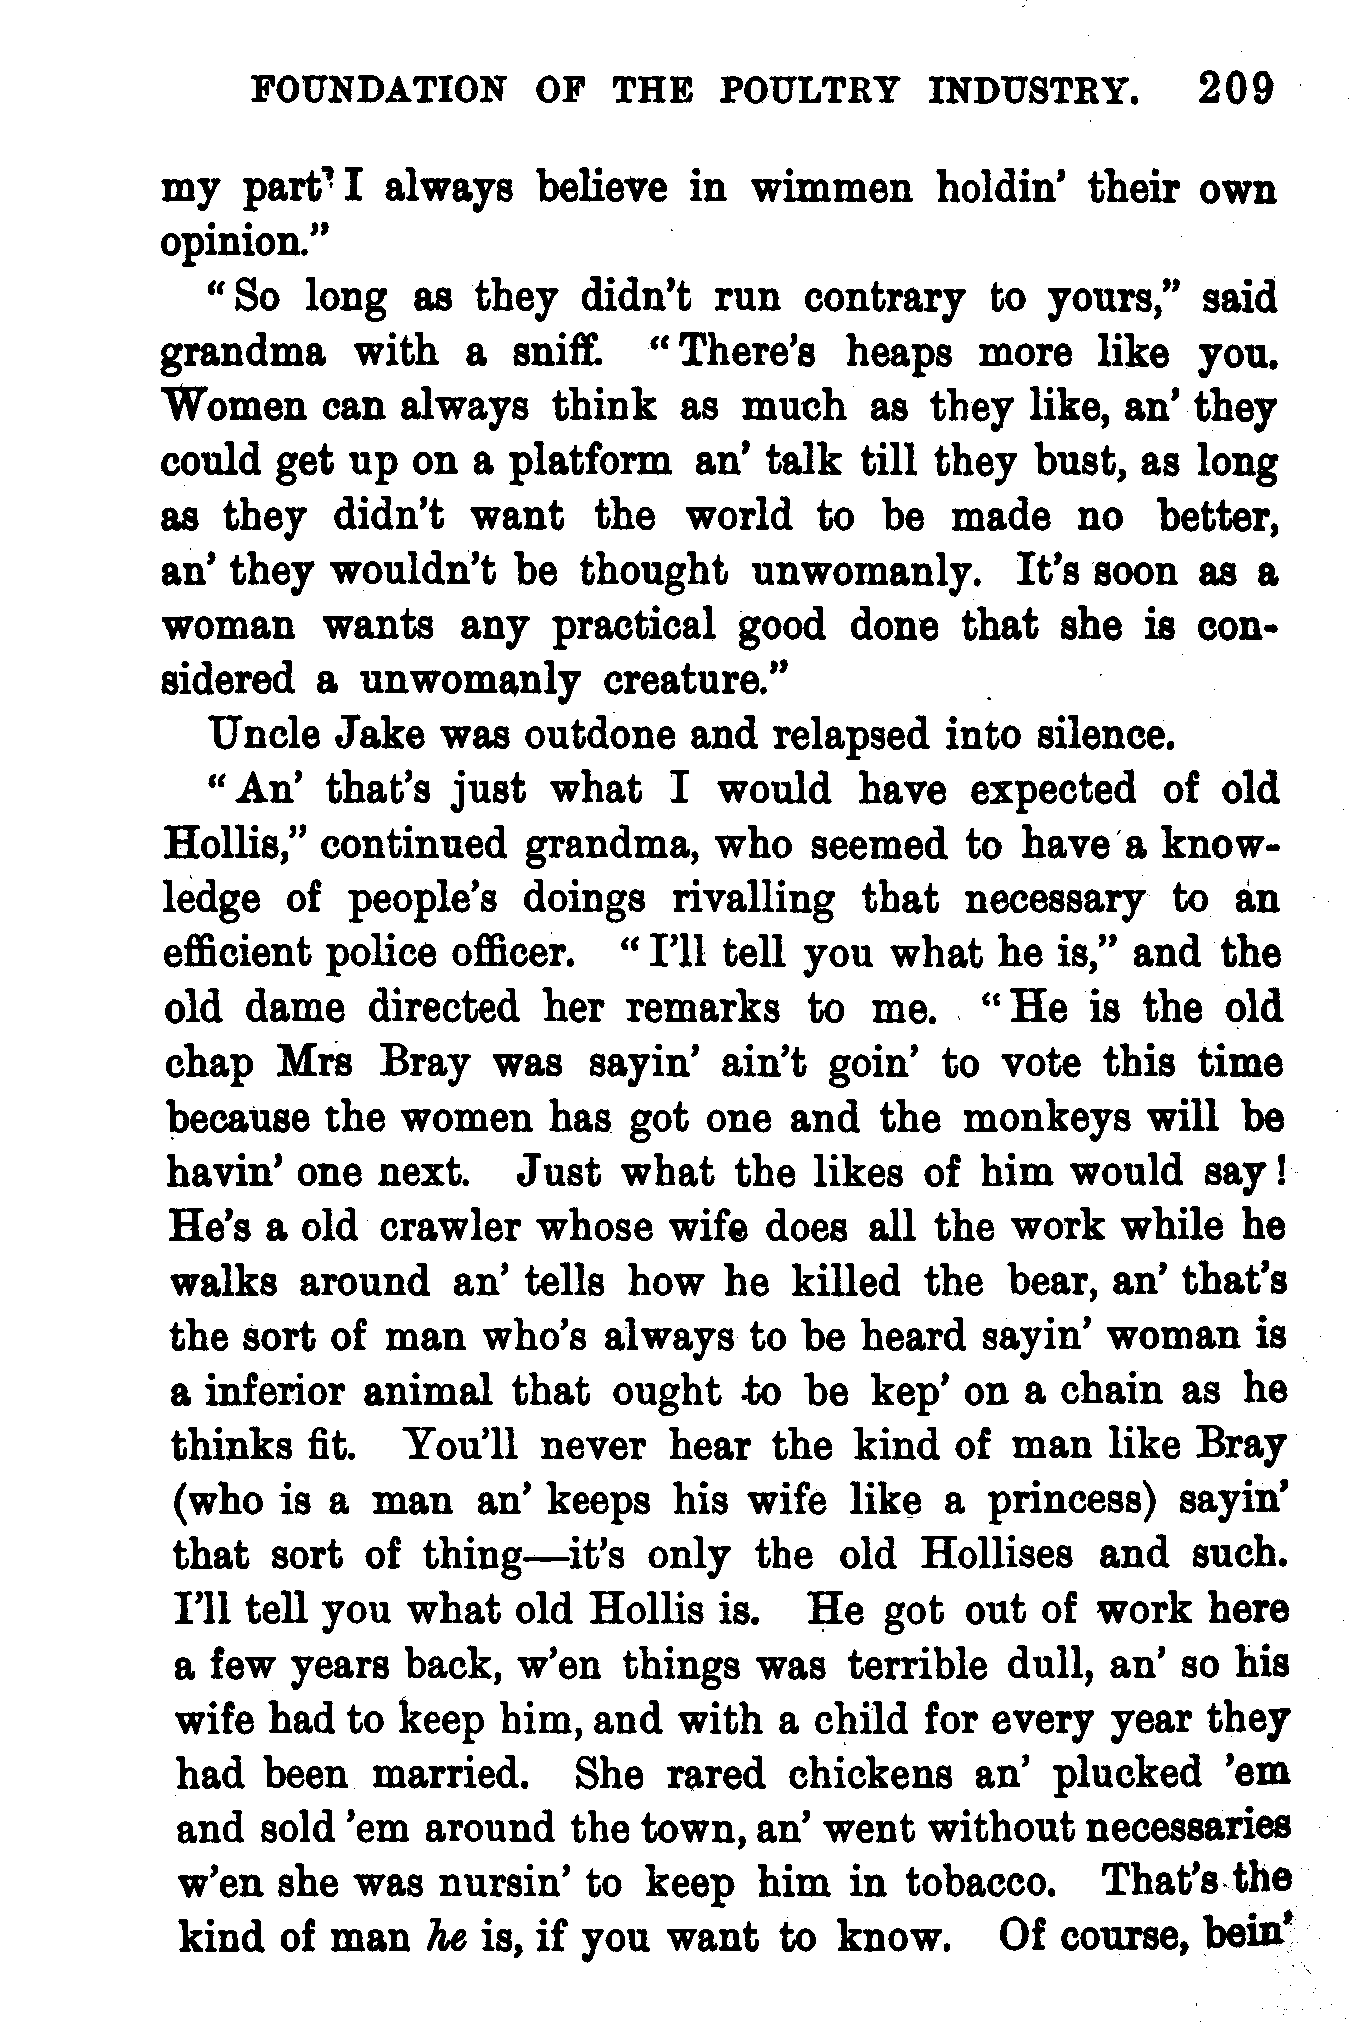 FOUNDATION OF THE POULTRY INDUSTRY. 209
my part' I always believe in wimmen holdin' their own
opinion."
"So long as they didn't run contrary to yours," said
grandma with a sniff. "There's heaps more like you.
Women can always think as much as they like, an' they
could get up on a platform an' talk till they bust, as long
as they didn't want the world to be made no better,
an' they wouldn't be thought unwomanly. It's soon as a
woman wants any practical good done that she is con-
sidered a unwomanly creature."
Uncle Jake was outdone and relapsed into silence.
"An' that's just what I would have expected of old
Hollis," continued grandma, who seemed to have a know-
ledge of people's doings rivalling that necessary to an
efficient police officer. "I'll tell you what he is," and the
old dame directed her remarks to me. "He is the old
chap Mrs Bray was sayin' ain't goin' to vote this time
because the women has got one and the monkeys will be
havin' one next. Just what the likes of him would say!
He's a old crawler whose wife does all the work while he
walks around an' tells how he killed the bear, an' that's
the sort of man who's always to be heard sayin' woman is
a inferior animal that ought to be kep' on a chain as he
thinks fit. You'll never hear the kind of man like Bray
(who is a man an' keeps his wife like a princess) sayin'
that sort of thing—it's only the old Hollises and such.
I'll tell you what old Hollis is. He got out of work here
a few years back, w'en things was terrible dull, an' so his
wife had to keep him, and with a child for every year they
had been married. She rared chickens an' plucked 'em
and sold 'em around the town, an' went without necessaries
w'en she was nursin' to keep him in tobacco. That's the
kind of man he is, if you want to know. Of course, bein'